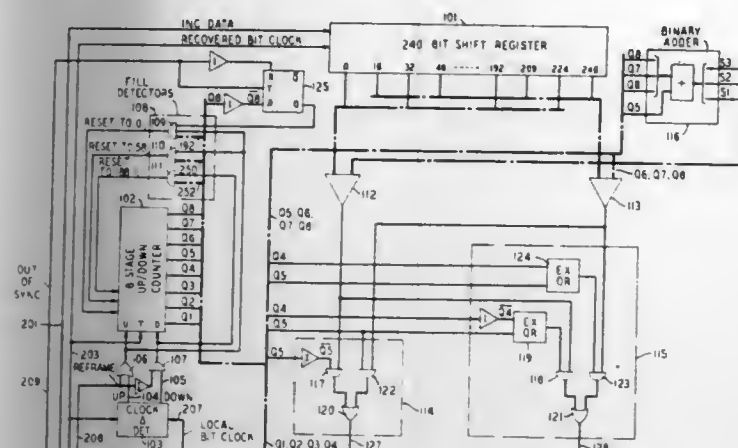 INC DATA
RECOVERED BIT CLOCK
101
240 BIT SHIFT REGISTER
0 16 32 48 192 209 224 240
BINARY
ADDER
Q8
Q7
Q6
Q5
+
S3
S2
S1
116
R Q
T
D Q
125
FILL
DETECTORS
108
Q8
Q8
RESET TO 0
109
RESET TO 58
110
192
RESET
TO
111
250
252
102
8 STAGE
UP/DOWN
COUNTER
U T D
Q8
Q7
Q6
Q5
Q4
Q3
Q2
Q1
112
113
Q6, Q7, Q8
Q5 Q6,
Q7 Q8
Q4
Q5
124
EX
OR
Q4
Q5
Q4
EX
OR
119
115
OUT
OF
SYNC
201
209
203
REFRAME
106
107
105
UP
104
DOWN
CLOCK
Δ
DET
103
207
208
LOCAL
BIT CLOCK
Q5
Q5
117
122
120
114
118
123
121
Q1, Q2, Q3, Q4
127
128